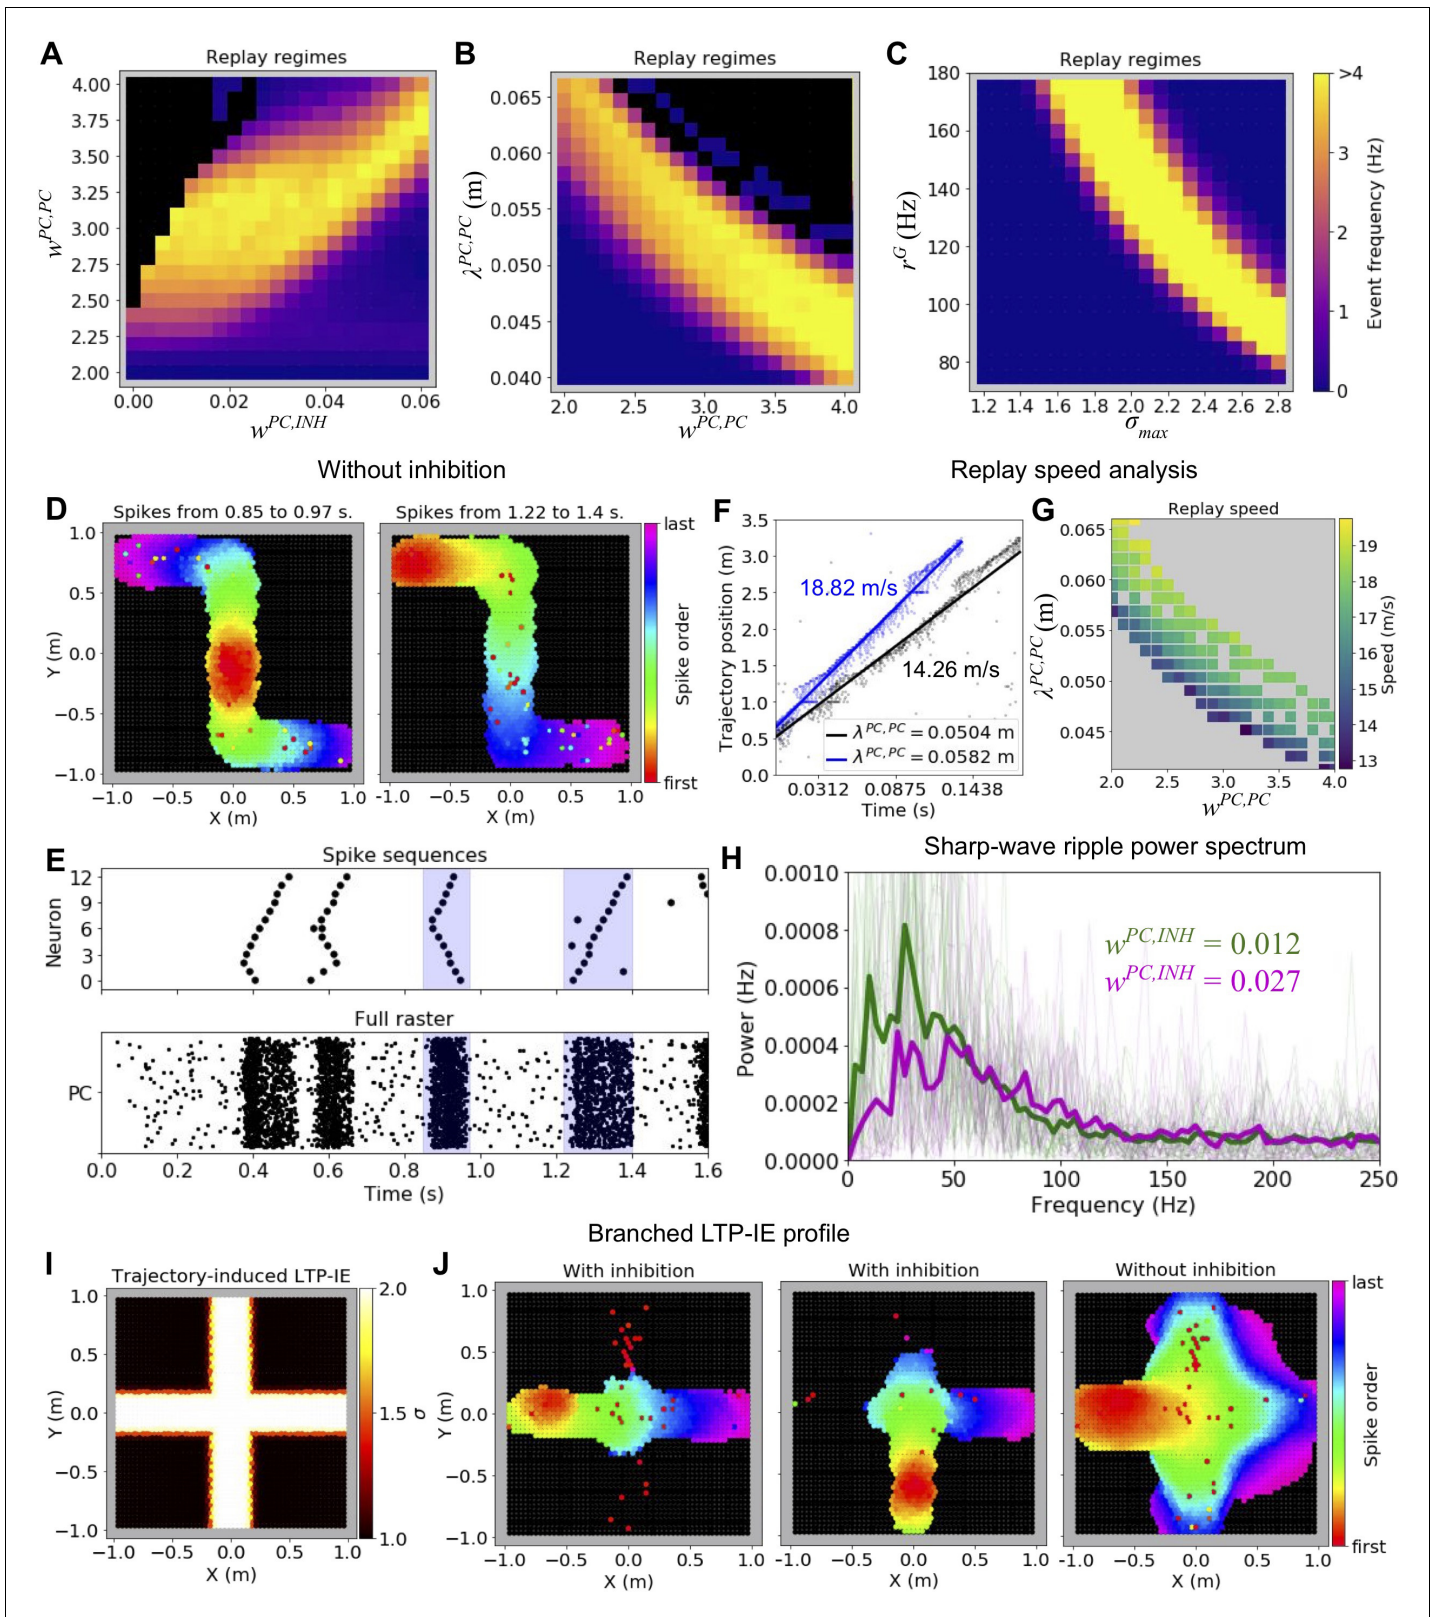 A
Replay regimes
4.00
3.75
3.50
3.25
3.00
2.75
2.50
2.25
2.00
w^PC,PC
0.00 0.02 0.04 0.06
w^PC,INH
B
Replay regimes
0.065
0.060
0.055
0.050
0.045
0.040
λ^PC,PC (m)
2.0 2.5 3.0 3.5 4.0
w^PC,PC
C
Replay regimes
180
160
140
120
100
80
r^G (Hz)
1.2 1.4 1.6 1.8 2.0 2.2 2.4 2.6 2.8
σ_max
>4
3
2
1
0
Event frequency (Hz)
Without inhibition
Replay speed analysis
D
Spikes from 0.85 to 0.97 s.
Spikes from 1.22 to 1.4 s.
1.0
0.5
0.0
−0.5
−1.0
Y (m)
−1.0 −0.5 0.0 0.5 1.0
X (m)
−1.0 −0.5 0.0 0.5 1.0
X (m)
last
Spike order
first
F
3.5
3.0
2.5
2.0
1.5
1.0
0.5
0.0
Trajectory position (m)
18.82 m/s
14.26 m/s
λ^PC,PC = 0.0504 m
λ^PC,PC = 0.0582 m
0.0312 0.0875 0.1438
Time (s)
G
Replay speed
0.065
0.060
0.055
0.050
0.045
λ^PC,PC (m)
2.0 2.5 3.0 3.5 4.0
w^PC,PC
19
18
17
16
15
14
13
Speed (m/s)
E
Spike sequences
12
9
6
3
0
Neuron
Full raster
PC
0.0 0.2 0.4 0.6 0.8 1.0 1.2 1.4 1.6
Time (s)
H
Sharp-wave ripple power spectrum
0.0010
0.0008
0.0006
0.0004
0.0002
0.0000
Power (Hz)
w^PC,INH = 0.012
w^PC,INH = 0.027
0 50 100 150 200 250
Frequency (Hz)
Branched LTP-IE profile
I
Trajectory-induced LTP-IE
1.0
0.5
0.0
−0.5
−1.0
Y (m)
−1.0 −0.5 0.0 0.5 1.0
X (m)
2.0
1.5
1.0
σ
J
With inhibition
With inhibition
Without inhibition
1.0
0.5
0.0
−0.5
−1.0
Y (m)
−1.0 −0.5 0.0 0.5 1.0
X (m)
−1.0 −0.5 0.0 0.5 1.0
X (m)
−1.0 −0.5 0.0 0.5 1.0
X (m)
last
Spike order
first